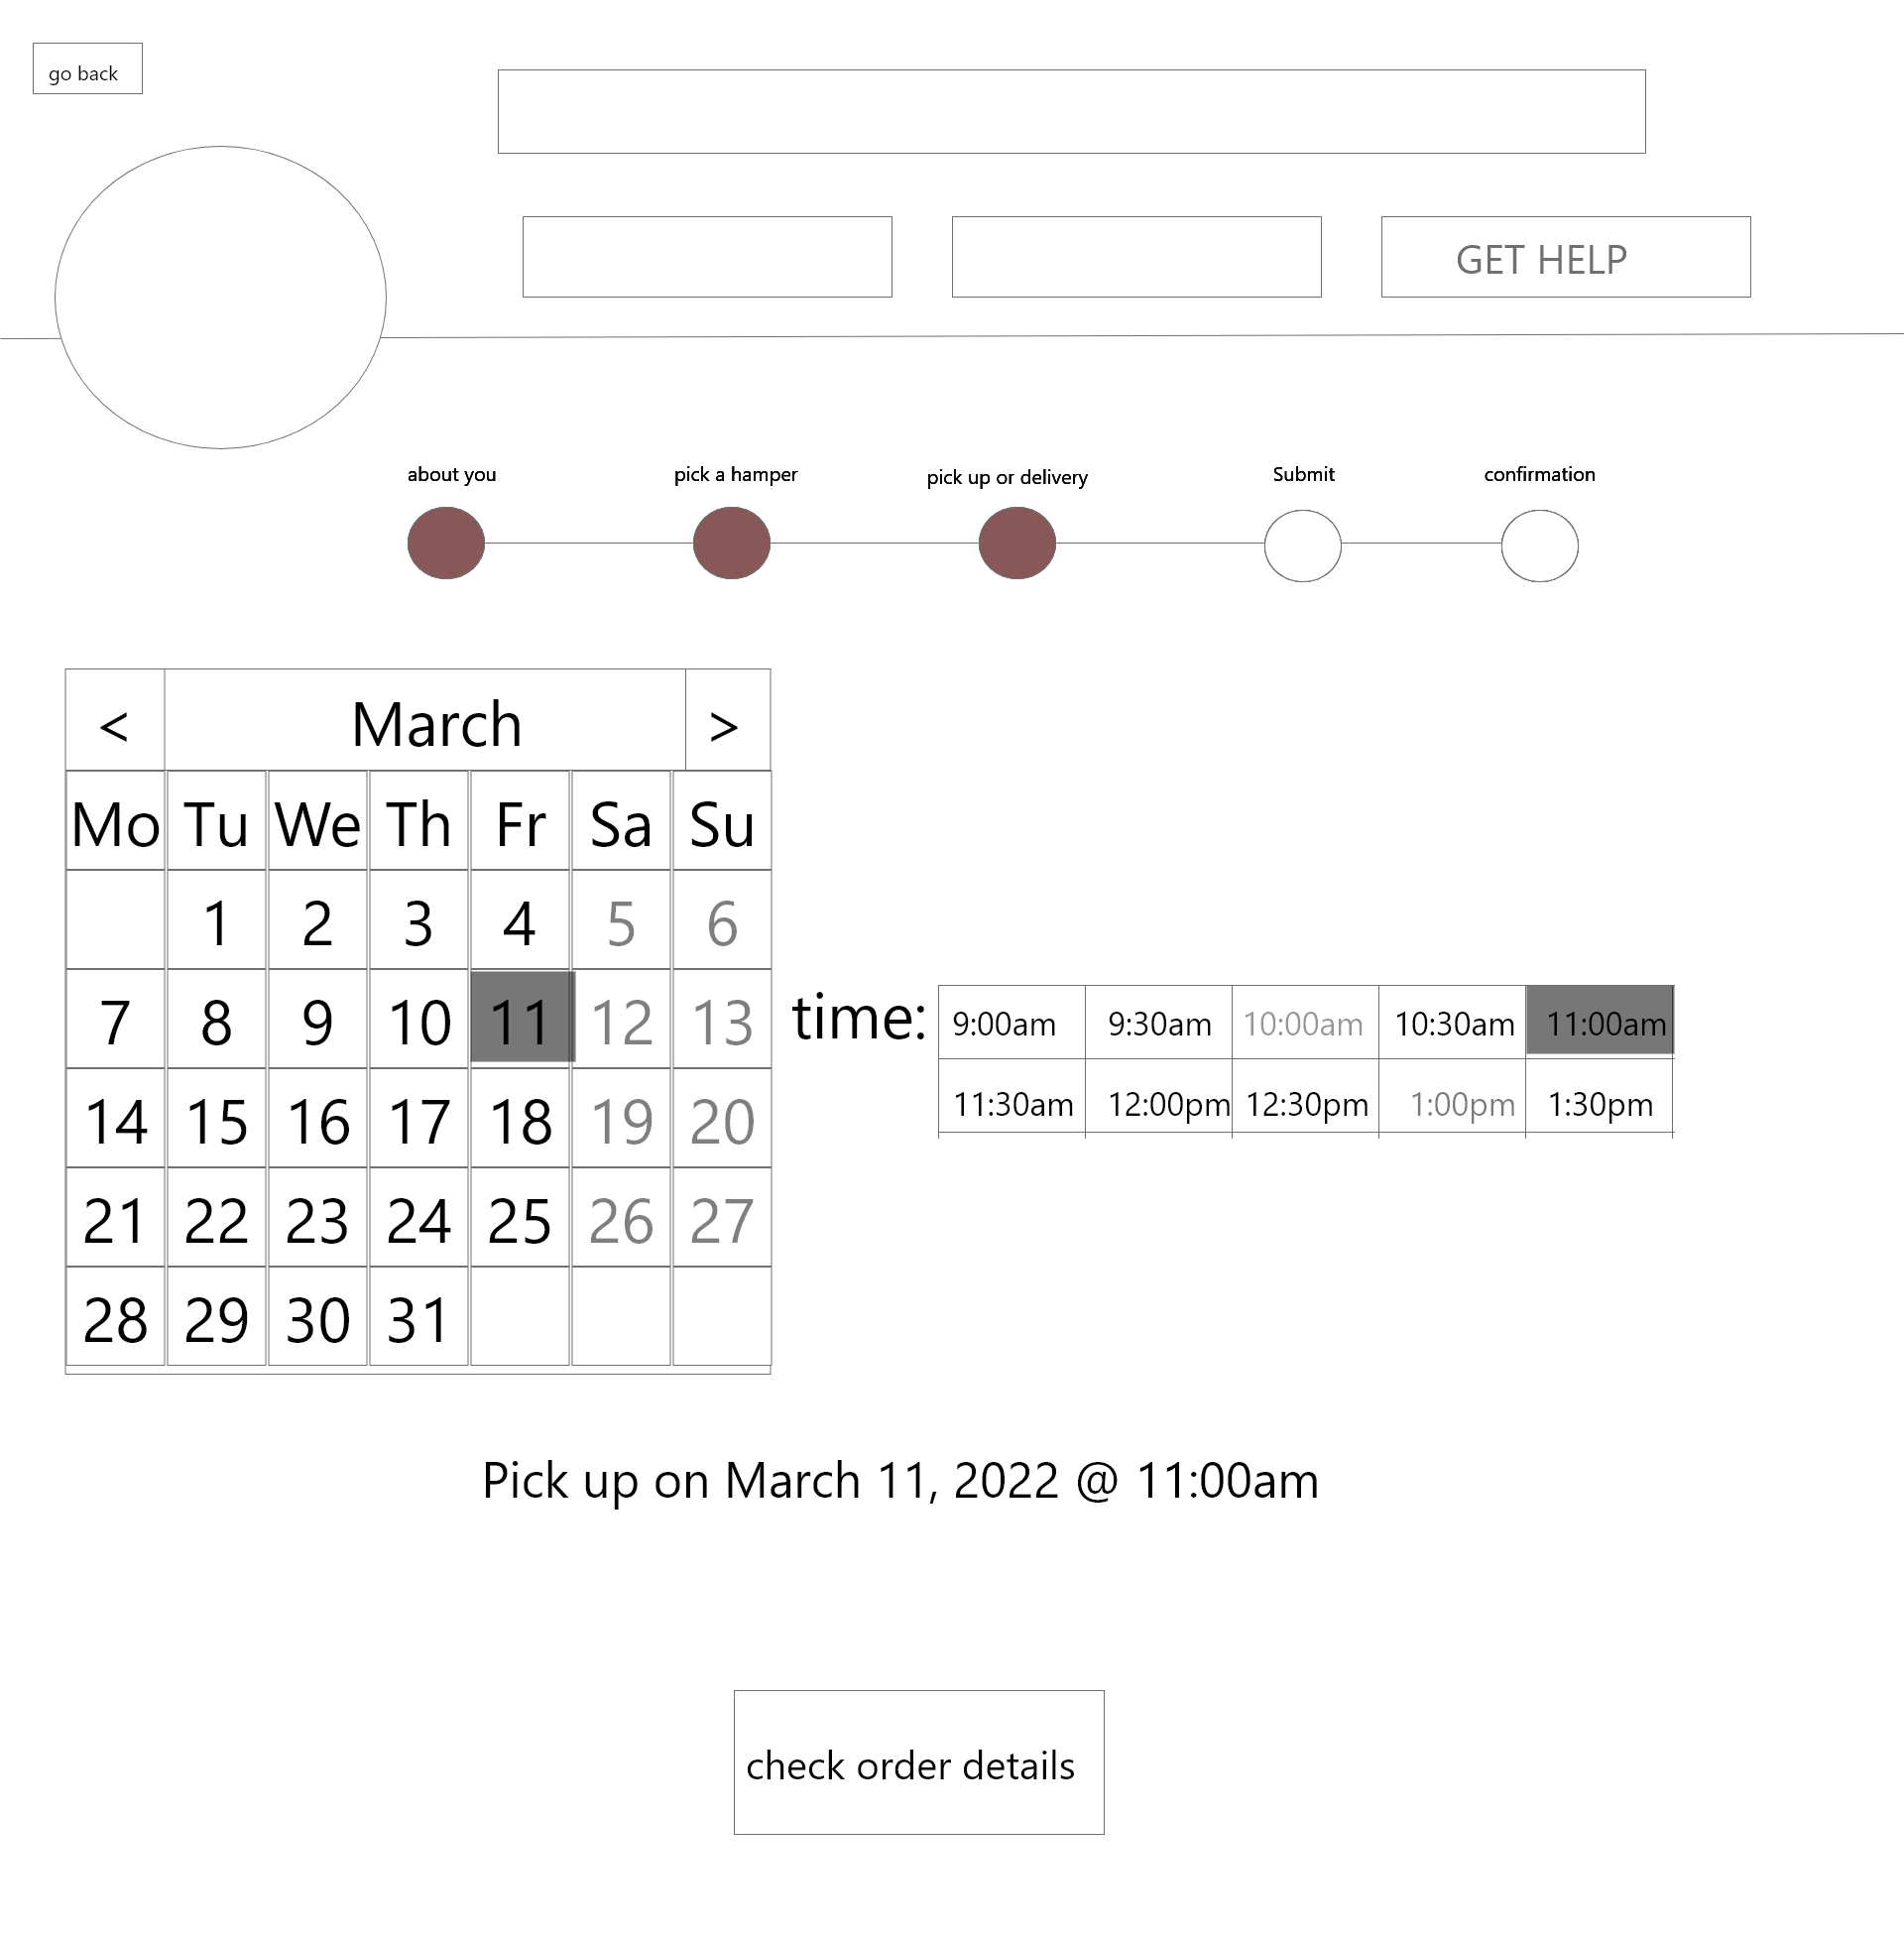 go back
GET HELP
about you
pick a hamper
pick up or delivery
Submit
confirmation
< March >
Mo Tu We Th Fr Sa Su
1 2 3 4 5 6
7 8 9 10 11 12 13
14 15 16 17 18 19 20
21 22 23 24 25 26 27
28 29 30 31
time:
9:00am 9:30am 10:00am 10:30am 11:00am
11:30am 12:00pm 12:30pm 1:00pm 1:30pm
Pick up on March 11, 2022 @ 11:00am
check order details